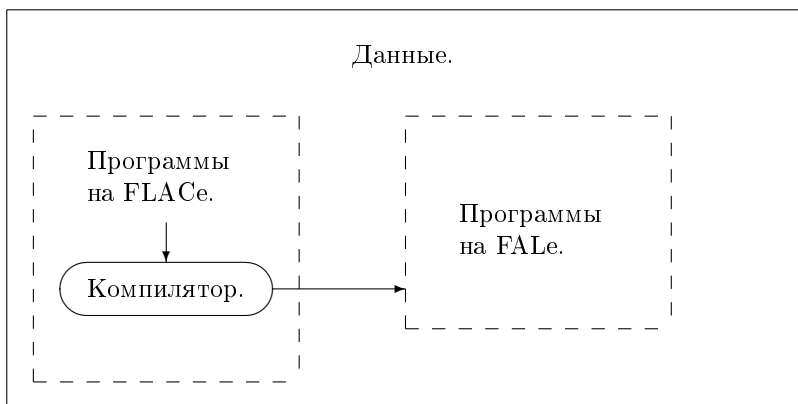 Данные.
Программы
на FLACе.
Компилятор.
Программы
на FALе.